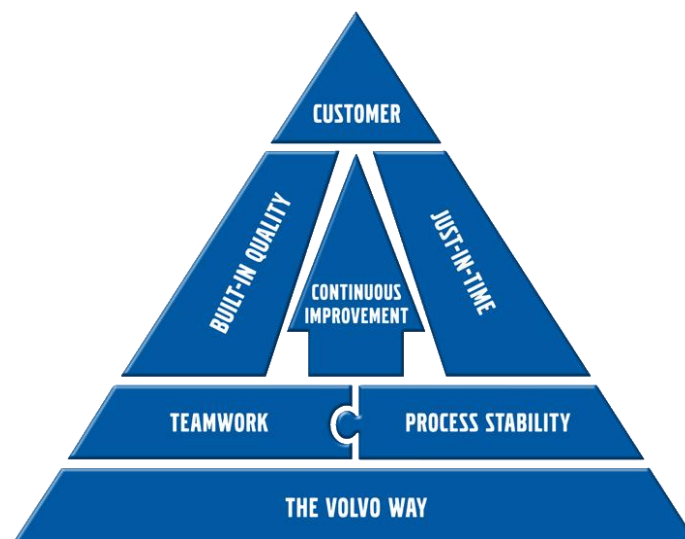 CUSTOMER
BUILT-IN QUALITY
CONTINUOUS
IMPROVEMENT
JUST-IN-TIME
TEAMWORK
PROCESS STABILITY
THE VOLVO WAY